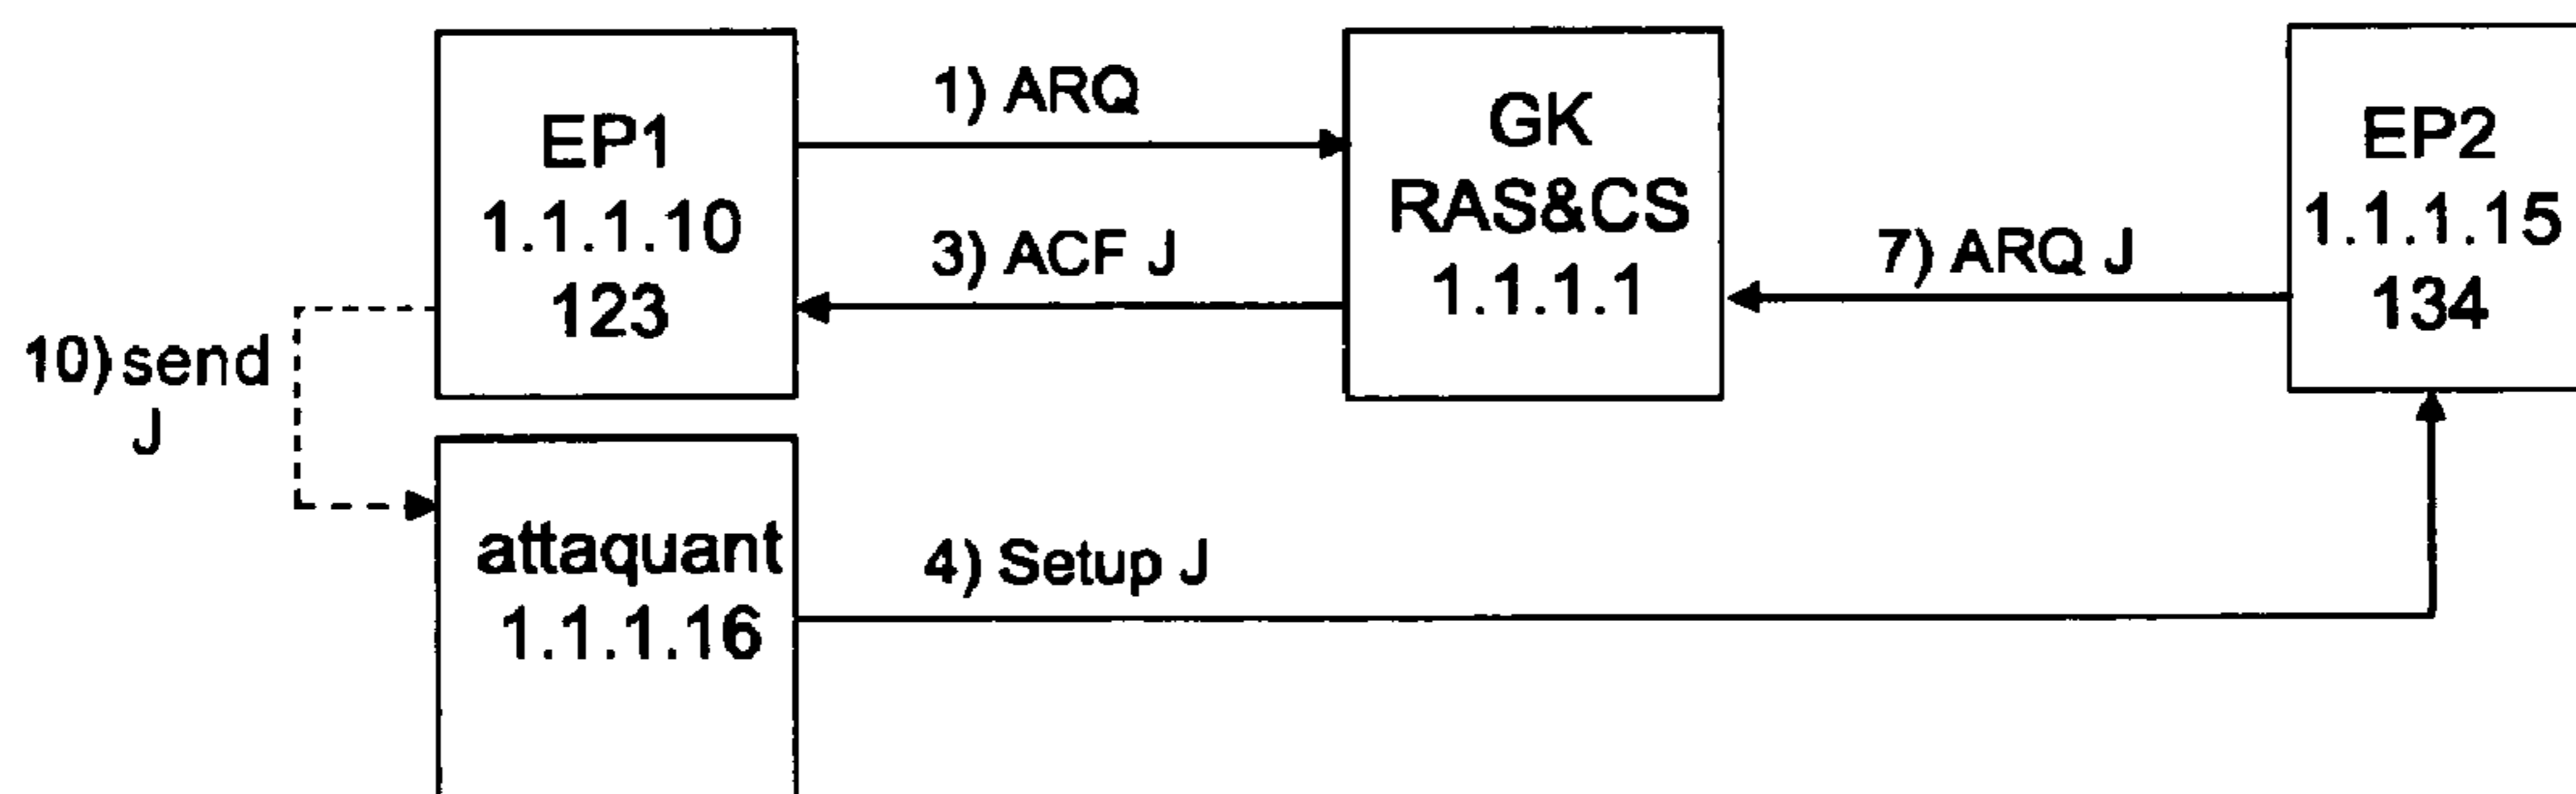 EP1
1.1.1.10
123
1) ARQ
3) ACF J
GK
RAS&CS
1.1.1.1
7) ARQ J
EP2
1.1.1.15
134
10) send
J
attaquant
1.1.1.16
4) Setup J